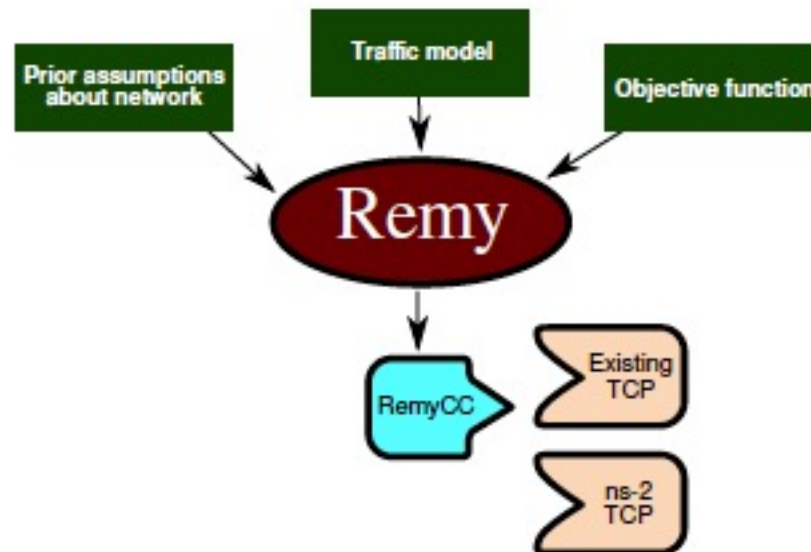 Traffic model
Prior assumptions
about network
Objective function
Remy
RemyCC
Existing
TCP
ns-2
TCP